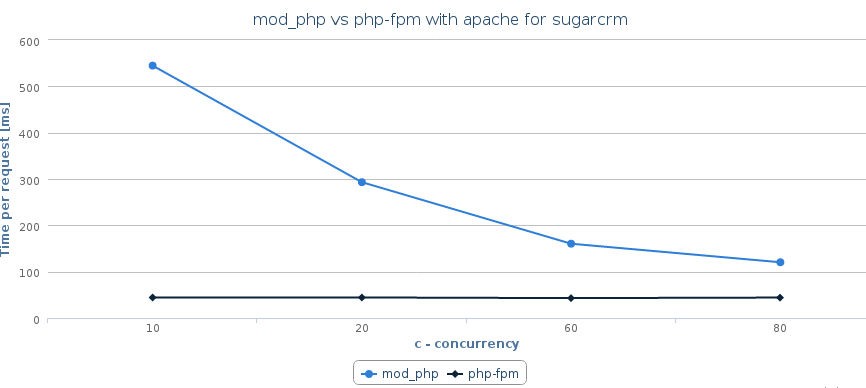 mod_php vs php-fpm with apache for sugarcrm
Time per request [ms]
600
500
400
300
200
100
0
10 20 60 80
c - concurrency
mod_php php-fpm